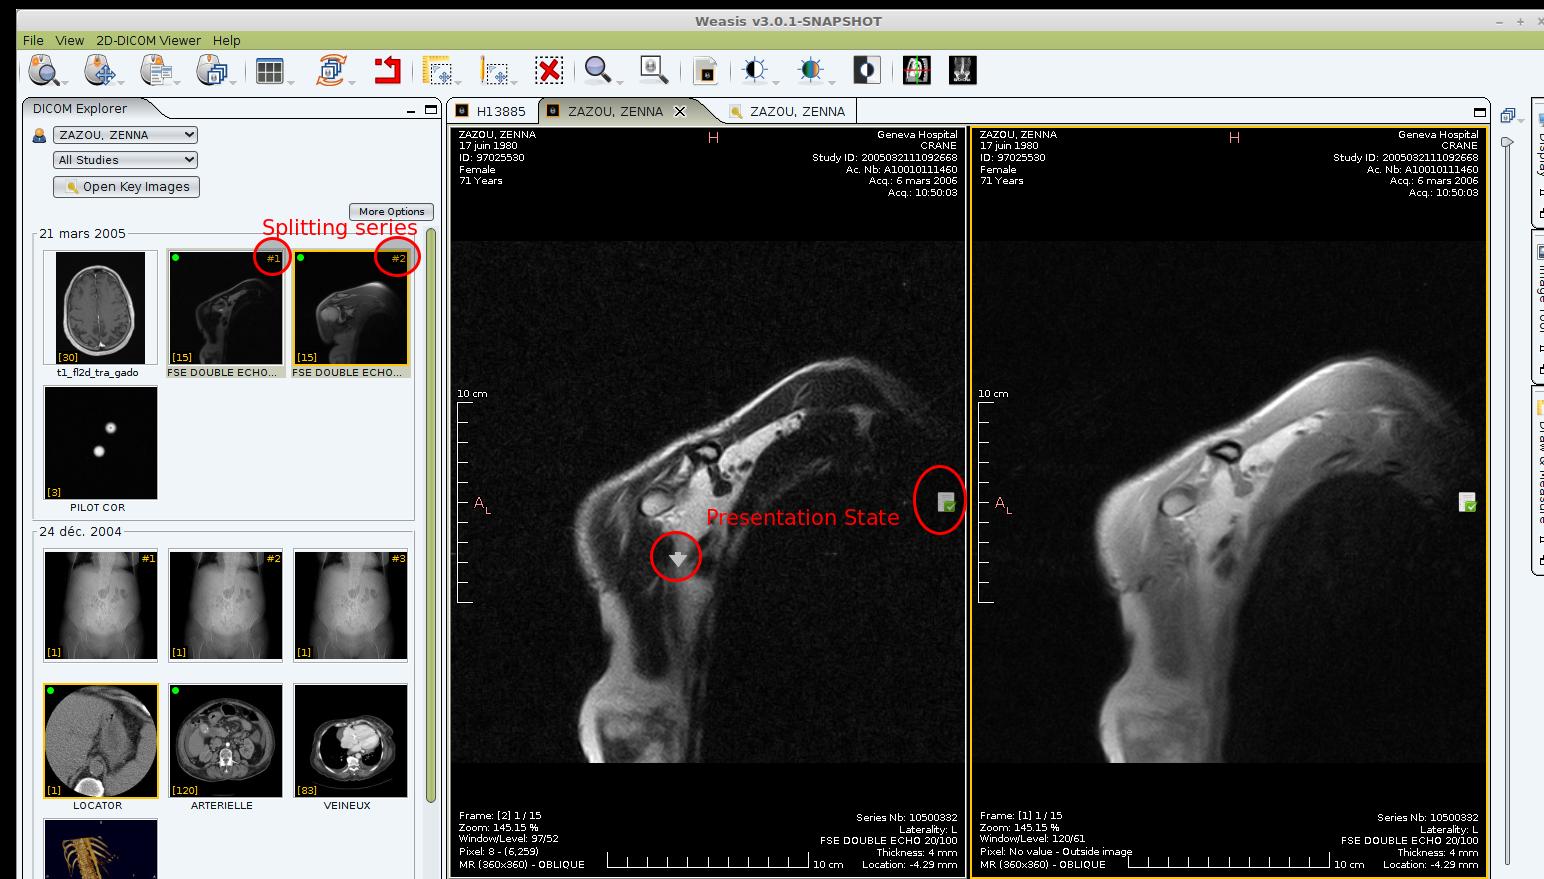 Weasis v3.0.1-SNAPSHOT
File View 2D-DICOM Viewer Help
DICOM Explorer
ZAZOU, ZENNA
All Studies
Open Key Images
More Options
Splitting series
21 mars 2005
#1
#2
[30]
[15]
[15]
t1_fl2d_tra_gado
FSE DOUBLE ECHO...
FSE DOUBLE ECHO...
[3]
PILOT COR
24 déc. 2004
#1
#2
#3
[1]
[1]
[1]
[1]
[120]
[83]
LOCATOR
ARTERIELLE
VEINEUX
H13885
ZAZOU, ZENNA
ZAZOU, ZENNA
ZAZOU, ZENNA
17 juin 1980
ID: 97025530
Female
71 Years
H
Geneva Hospital
CRANE
Study ID: 2005032111092668
Ac. Nb: A10010111460
Acq.: 6 mars 2006
Acq.: 10:50:03
10 cm
AL
Presentation State
Frame: [2] 1 / 15
Zoom: 145.15 %
Window/Level: 97/52
Pixel: 8 - (6,259)
MR (360x360) - OBLIQUE
10 cm
Series Nb: 10500332
Laterality: L
FSE DOUBLE ECHO 20/100
Thickness: 4 mm
Location: -4.29 mm
ZAZOU, ZENNA
17 juin 1980
ID: 97025530
Female
71 Years
H
Geneva Hospital
CRANE
Study ID: 2005032111092668
Ac. Nb: A10010111460
Acq.: 6 mars 2006
Acq.: 10:50:03
10 cm
AL
Frame: [1] 1 / 15
Zoom: 145.15 %
Window/Level: 120/61
Pixel: No value - Outside image
MR (360x360) - OBLIQUE
10 cm
Series Nb: 10500332
Laterality: L
FSE DOUBLE ECHO 20/100
Thickness: 4 mm
Location: -4.29 mm
Display